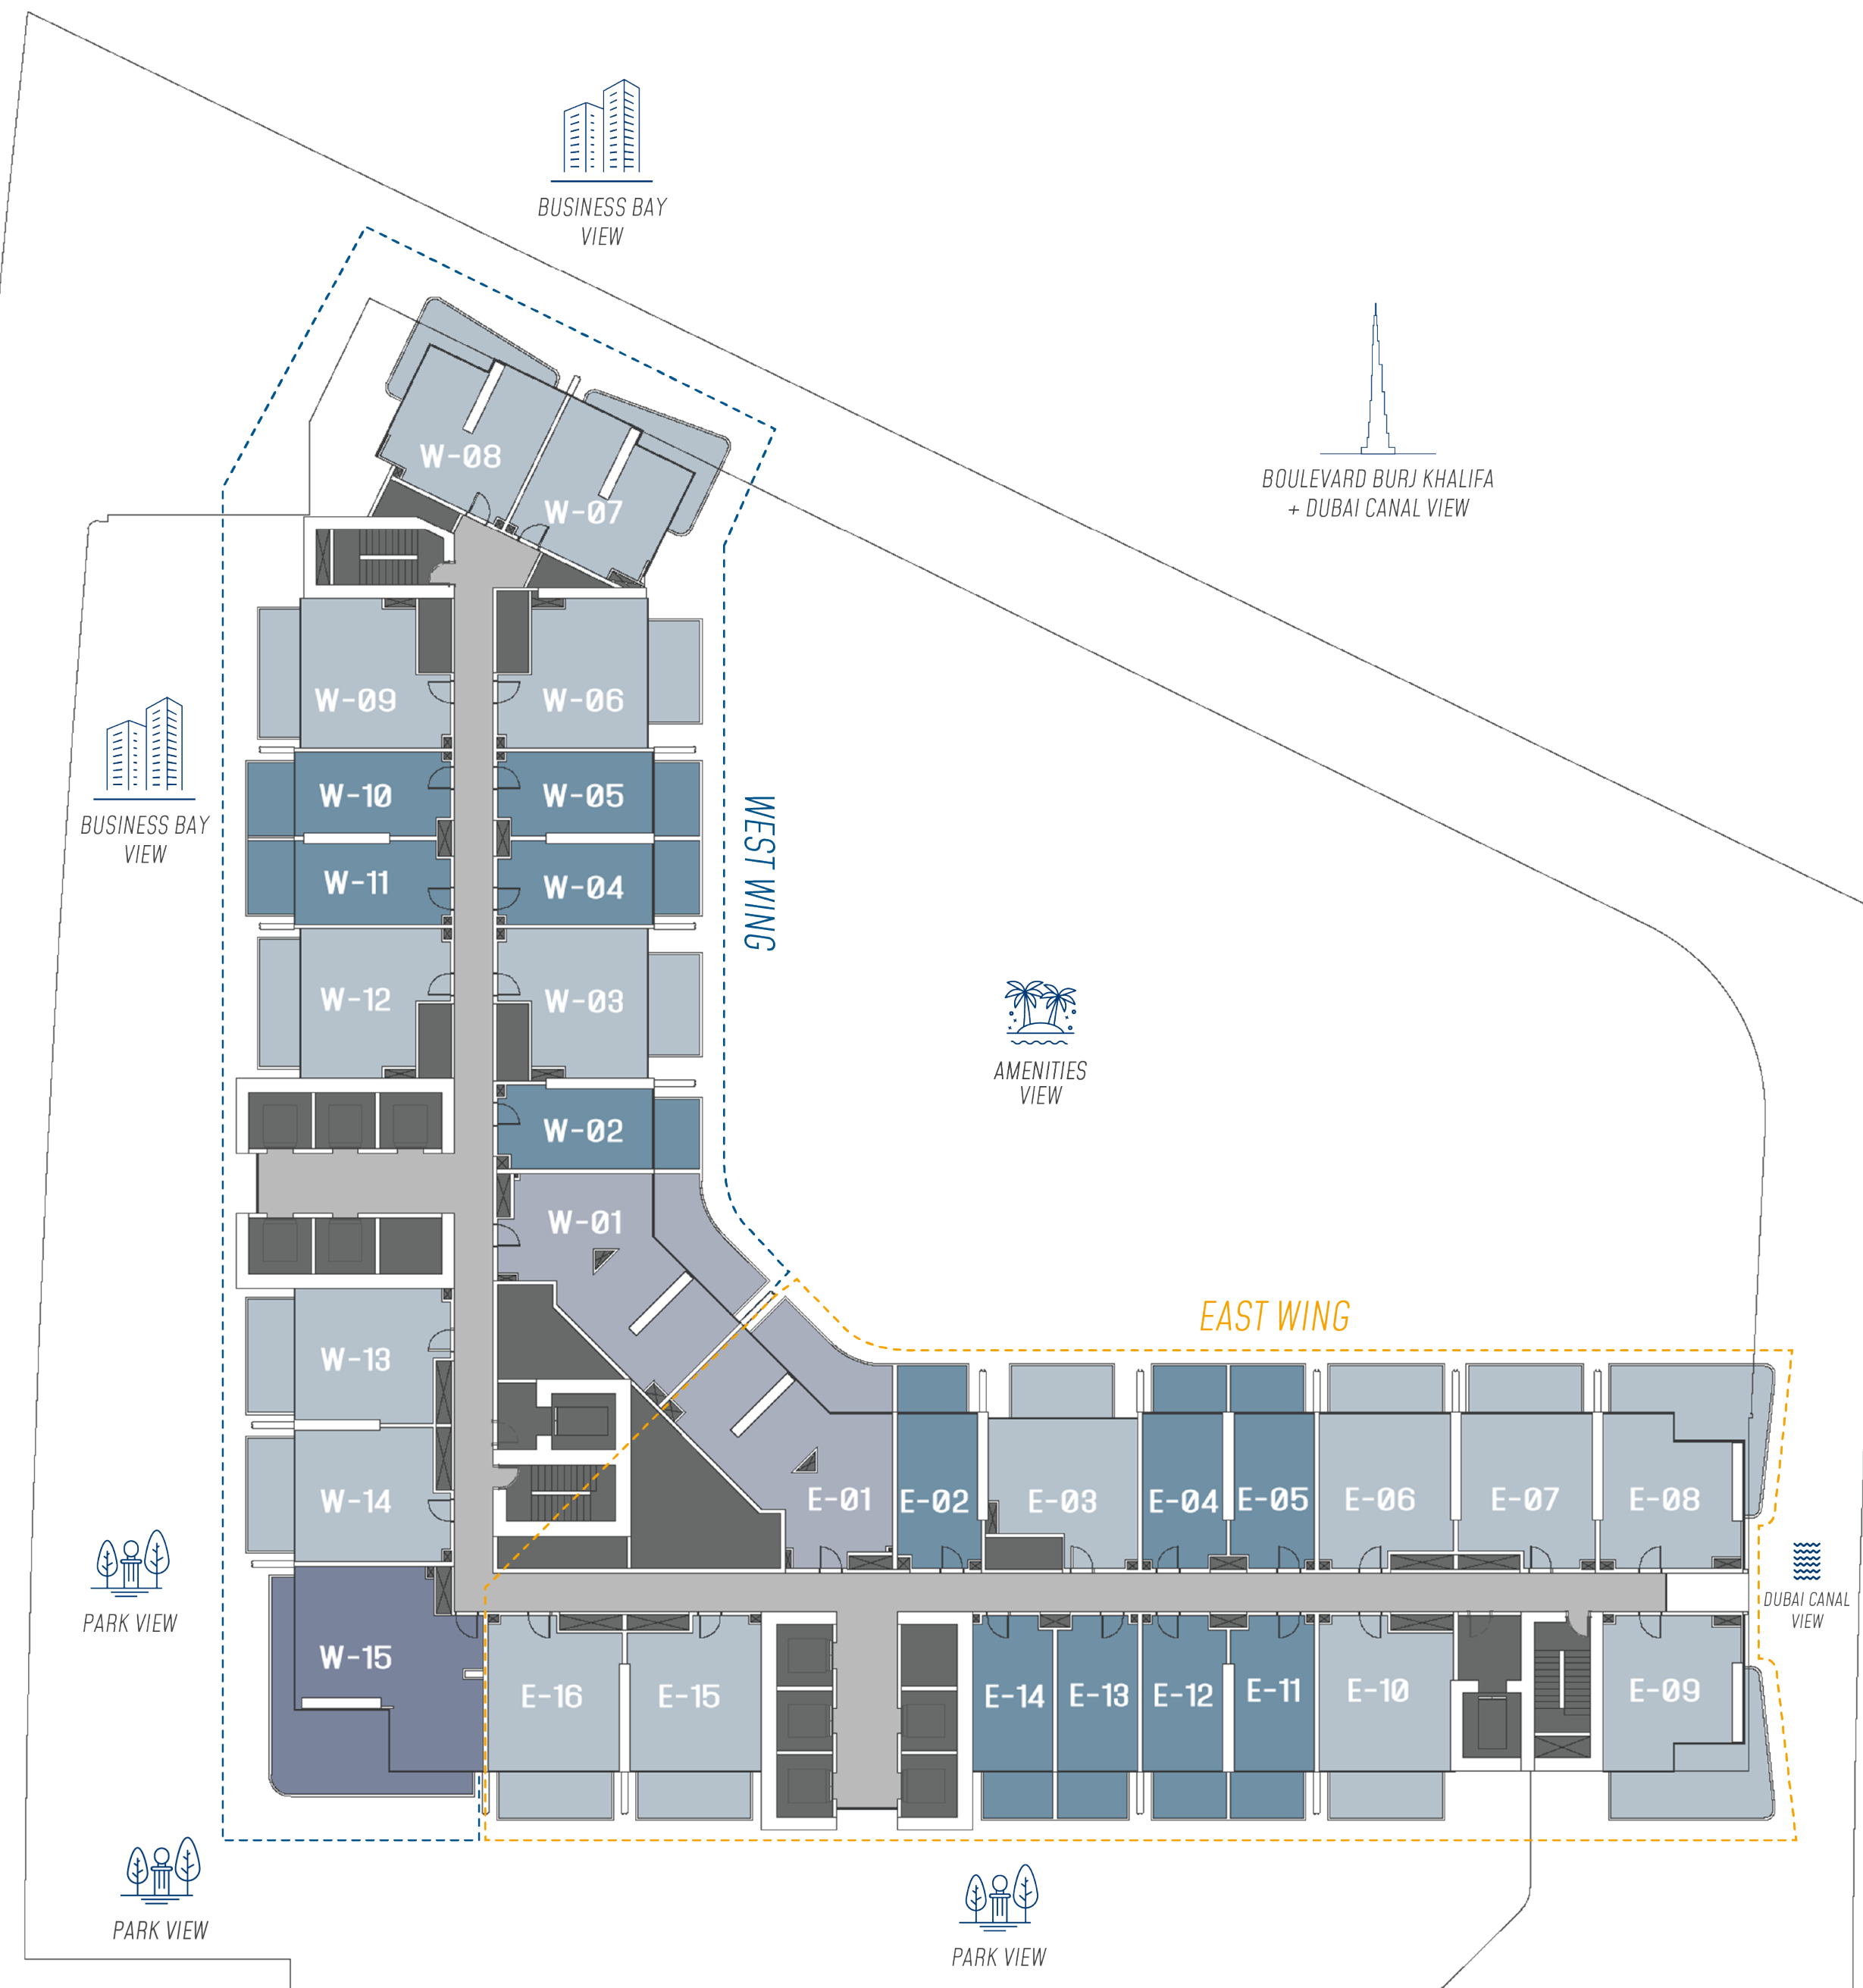 BUSINESS BAY
VIEW
BOULEVARD BURJ KHALIFA
+ DUBAI CANAL VIEW
W-08
W-07
W-09
W-06
W-10
W-05
W-11
W-04
W-12
W-03
W-02
W-01
WEST WING
BUSINESS BAY
VIEW
AMENITIES
VIEW
EAST WING
W-13
W-14
W-15
E-01
E-02
E-03
E-04
E-05
E-06
E-07
E-08
E-16
E-15
E-14
E-13
E-12
E-11
E-10
E-09
DUBAI CANAL
VIEW
PARK VIEW
PARK VIEW
PARK VIEW